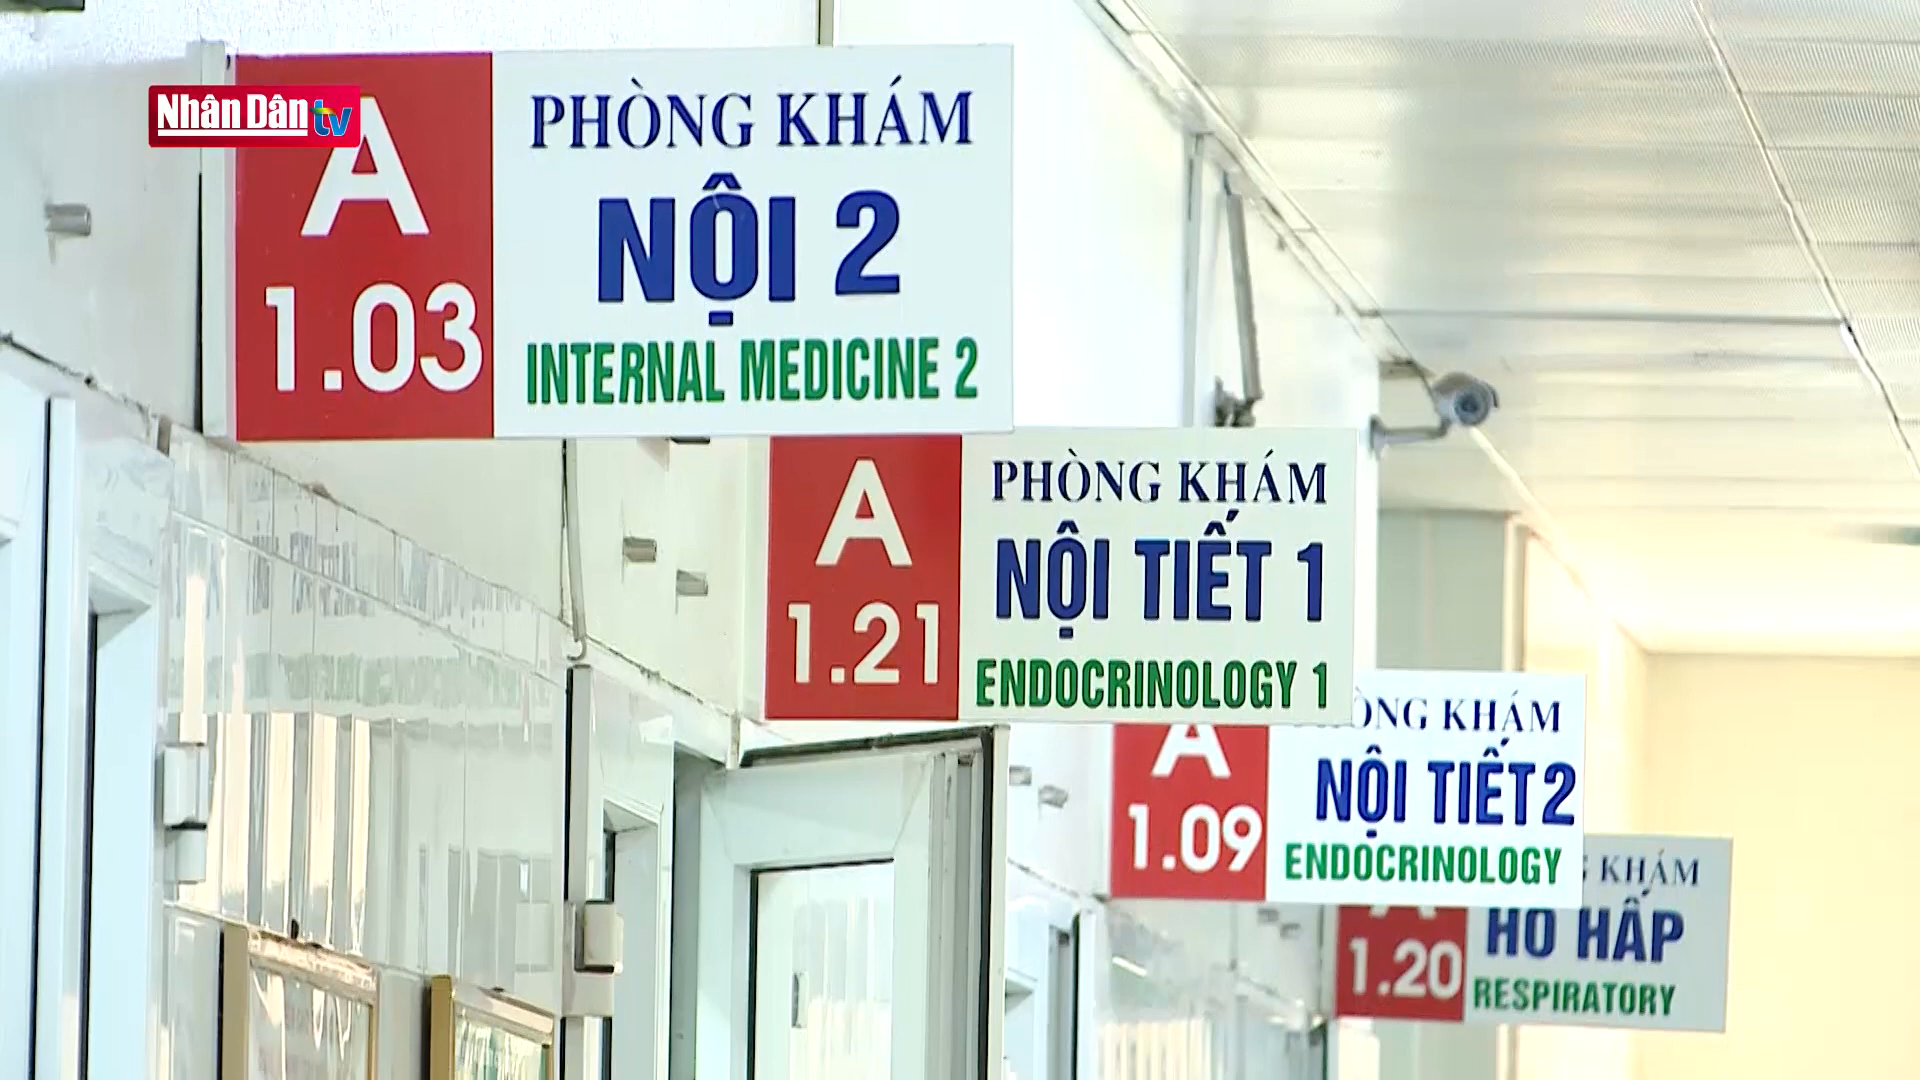 Nhân Dân tv
A
1.03
PHÒNG KHÁM
NỘI 2
INTERNAL MEDICINE 2
A
1.21
PHÒNG KHÁM
NỘI TIẾT 1
ENDOCRINOLOGY 1
A
1.09
ÒNG KHÁM
NỘI TIẾT 2
ENDOCRINOLOGY
A
1.20
KHÁM
HÔ HẤP
RESPIRATORY